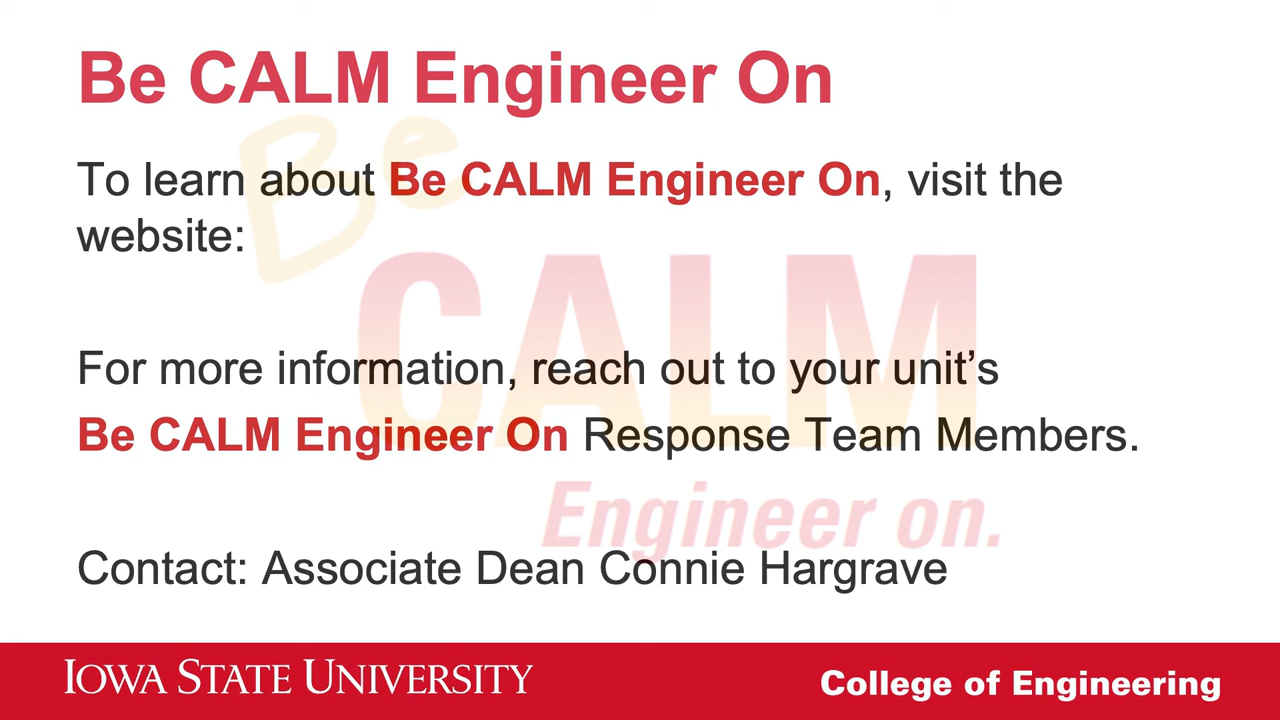 Be CALM Engineer On
To learn about Be CALM Engineer On, visit the
website:
Be
CALM
Engineer on.
For more information, reach out to your unit’s
Be CALM Engineer On Response Team Members.
Contact: Associate Dean Connie Hargrave
IOWA STATE UNIVERSITY
College of Engineering